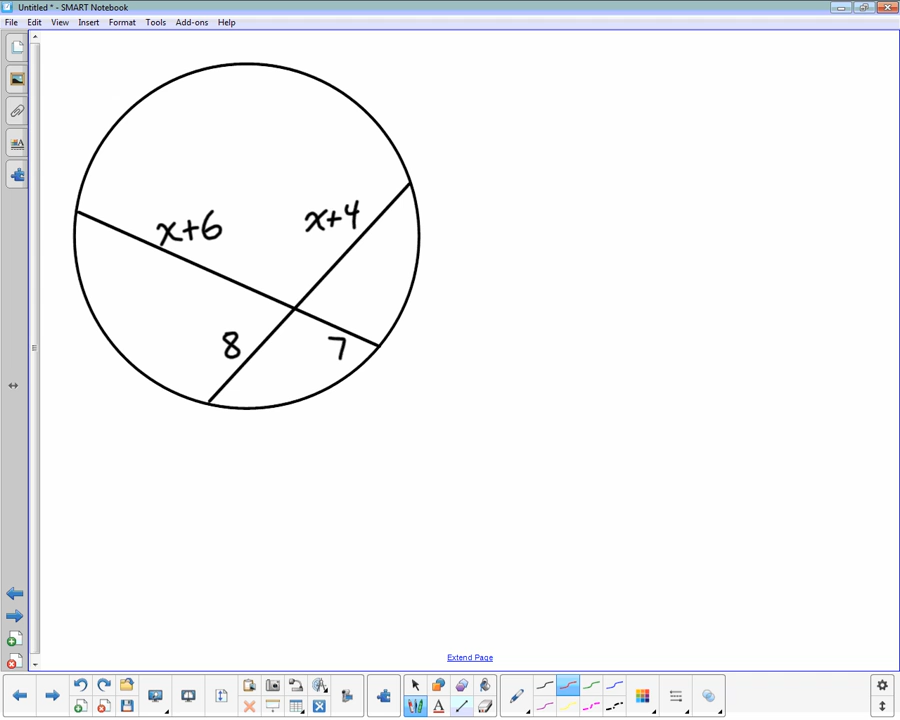 Untitled * - SMART Notebook
File Edit View Insert Format Tools Add-ons Help
x+6
x+4
8
7
Extend Page